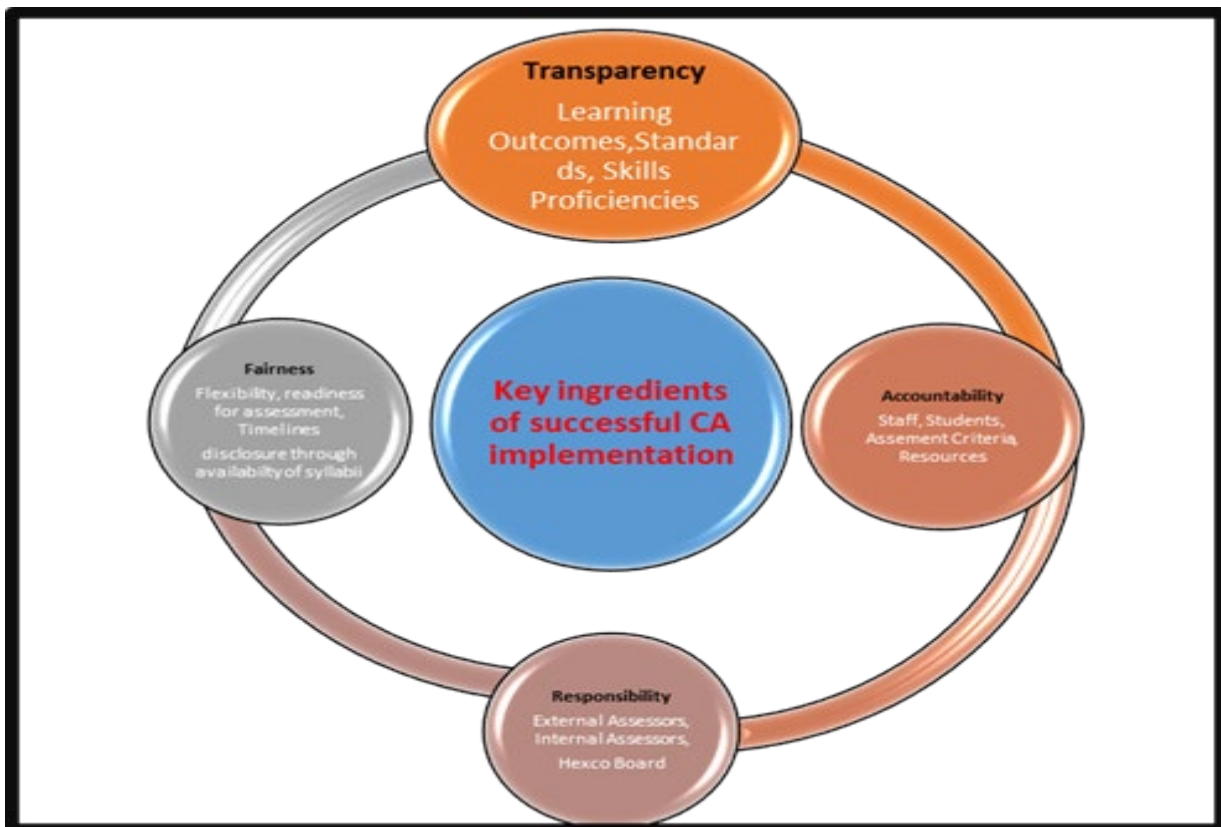 Transparency
Learning
Outcomes,Standar
ds, Skills
Proficiencies
Key ingredients
of successful CA
implementation
Fairness
Flexibility, readiness
for assessment,
Timelines
disclosure through
availabilty of syllabii
Accountability
Staff, Students,
Assement Criteria,
Resources
Responsibility
External Assessors,
Internal Assessors,
Hexco Board